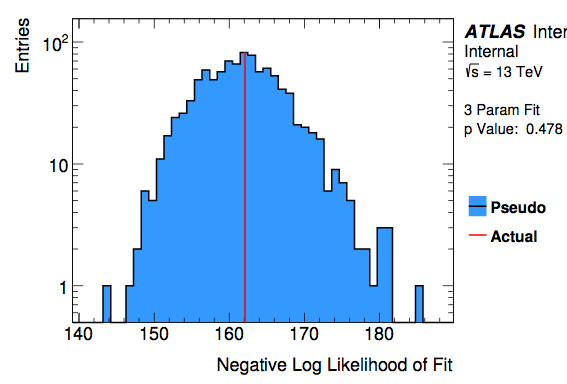 Entries
10²
10
1
140 150 160 170 180
Negative Log Likelihood of Fit
ATLAS Inter
Internal
√s = 13 TeV
3 Param Fit
p Value: 0.478
Pseudo
Actual